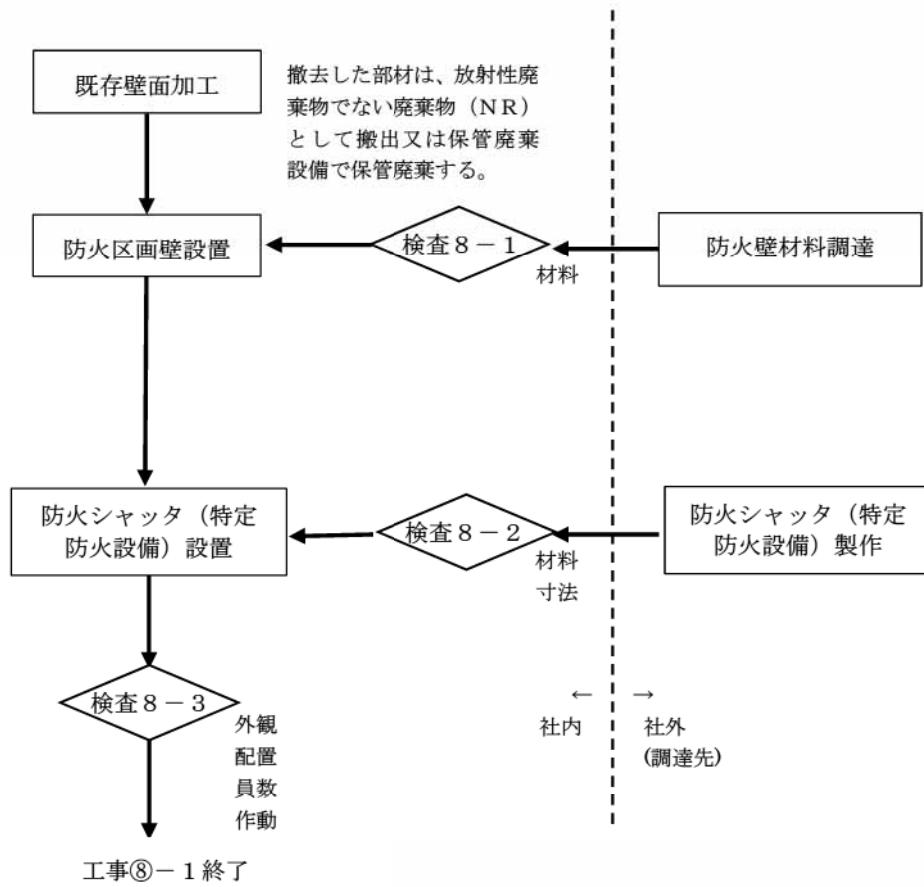 既存壁面加工
撤去した部材は、放射性廃
棄物でない廃棄物（ＮＲ）
として搬出又は保管廃棄
設備で保管廃棄する。
防火区画壁設置
検査８－１
材料
防火壁材料調達
防火シャッタ（特定
防火設備）設置
検査８－２
材料
寸法
防火シャッタ（特定
防火設備）製作
検査８－３
外観
配置
員数
作動
← →
社内
社外
(調達先)
工事⑧－１終了